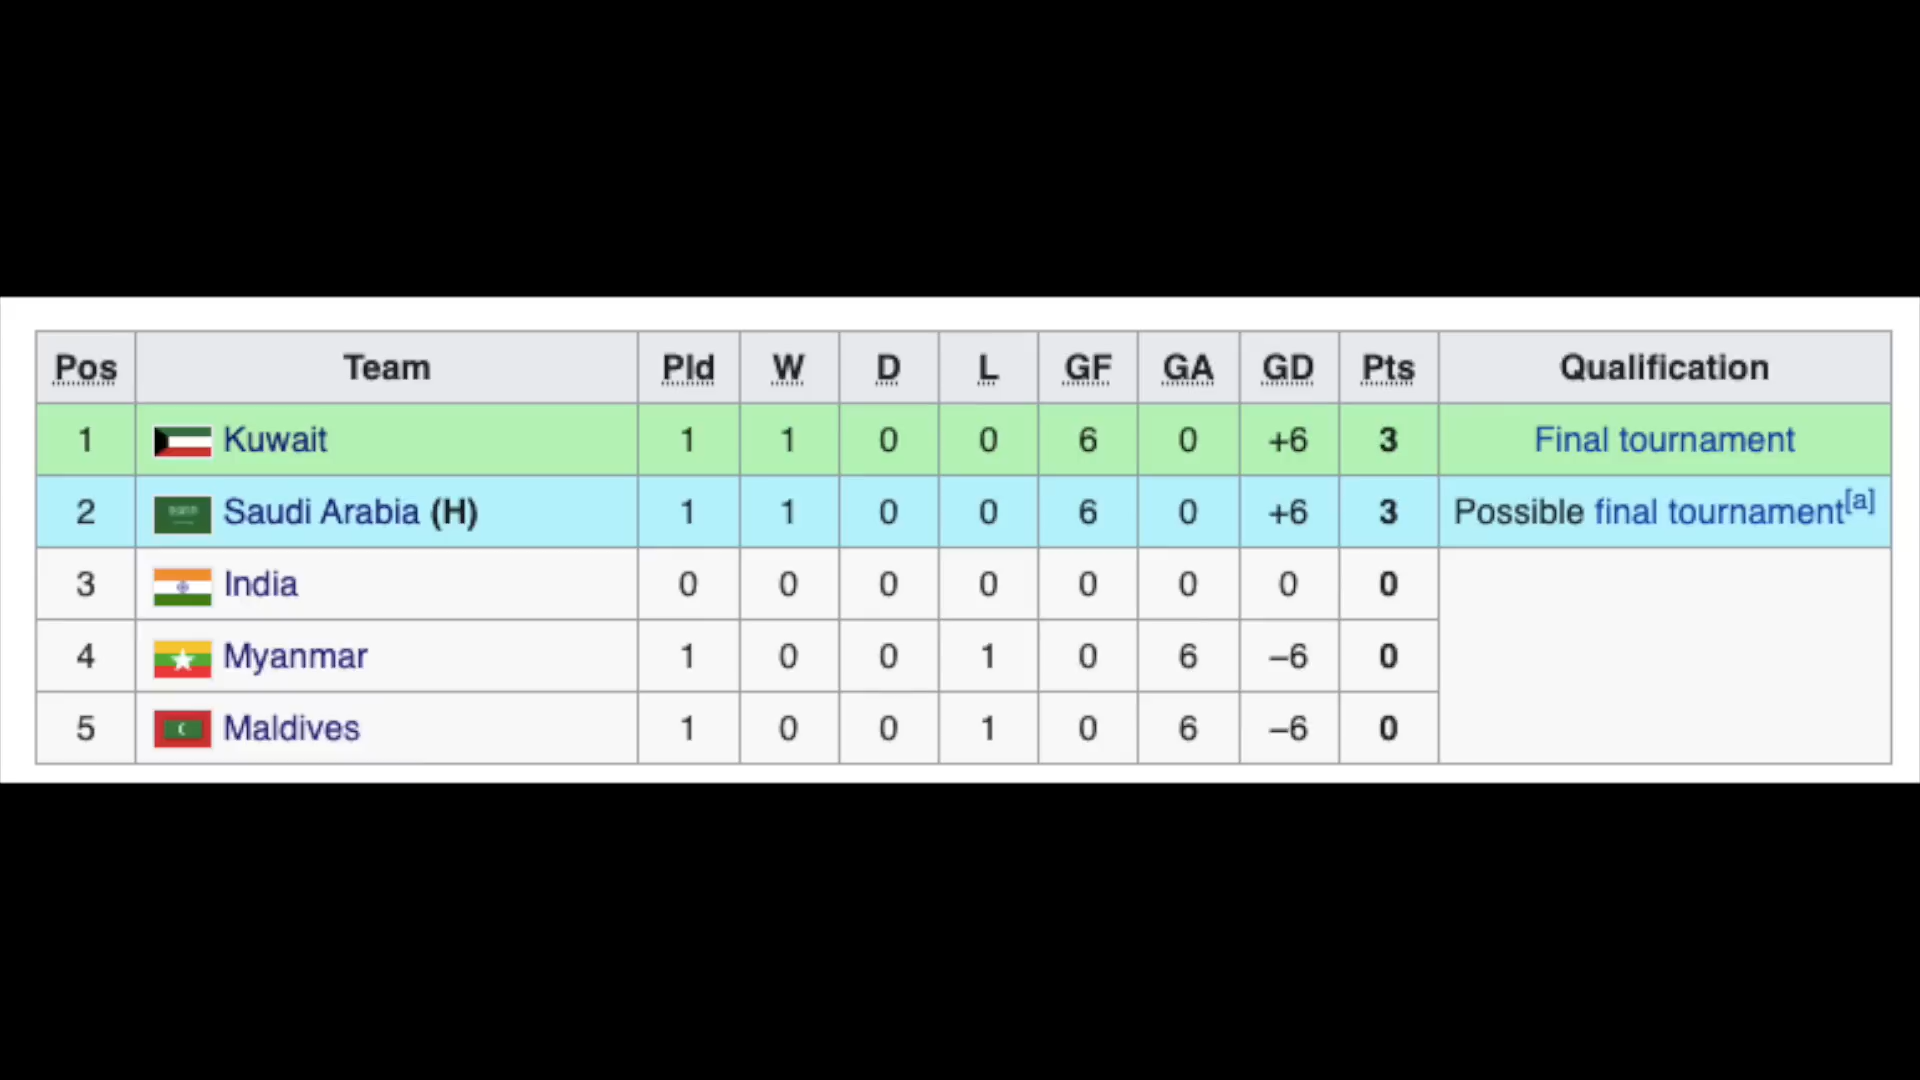 Pos Team Pld W D L GF GA GD Pts Qualification
1 Kuwait 1 1 0 0 6 0 +6 3 Final tournament
2 Saudi Arabia (H) 1 1 0 0 6 0 +6 3 Possible final tournament[a]
3 India 0 0 0 0 0 0 0 0
4 Myanmar 1 0 0 1 0 6 −6 0
5 Maldives 1 0 0 1 0 6 −6 0